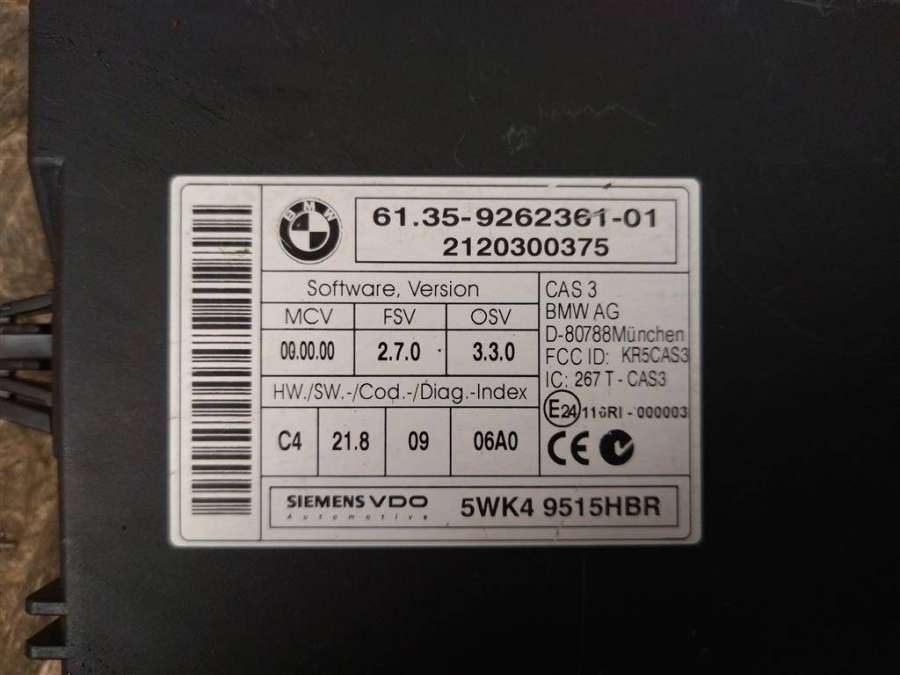 BMW
61.35-9262361-01
2120300375
Software, Version
MCV FSV OSV
00.00.00 2.7.0 3.3.0
HW./SW.-/Cod.-/Diag.-Index
C4 21.8 09 06A0
CAS 3
BMW AG
D-80788München
FCC ID: KR5CAS3
IC: 267 T - CAS3
E24 116RI - 000003
CE
SIEMENS VDO
Automotive
5WK4 9515HBR